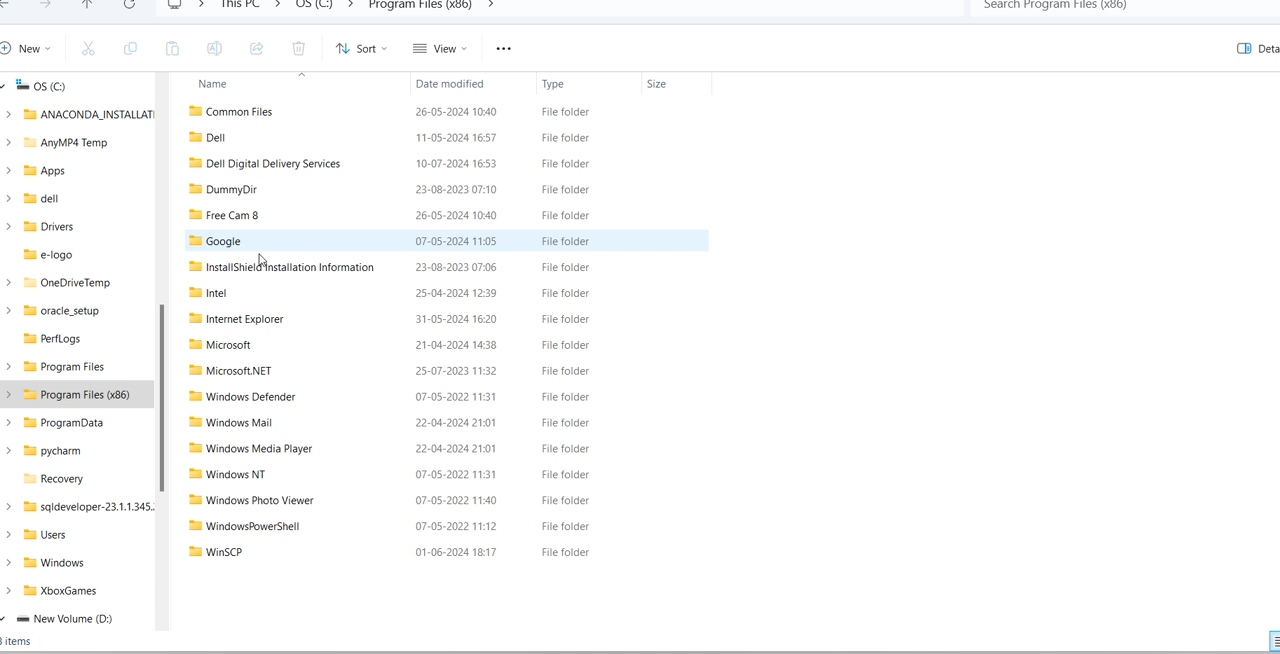 This PC > OS (C:) > Program Files (x86) >
Search Program Files (x86)
New
Sort
View
Deta
OS (C:)
ANACONDA_INSTALLATI
AnyMP4 Temp
Apps
dell
Drivers
e-logo
OneDriveTemp
oracle_setup
PerfLogs
Program Files
Program Files (x86)
ProgramData
pycharm
Recovery
sqldeveloper-23.1.1.345.
Users
Windows
XboxGames
New Volume (D:)
Name Date modified Type Size
Common Files 26-05-2024 10:40 File folder
Dell 11-05-2024 16:57 File folder
Dell Digital Delivery Services 10-07-2024 16:53 File folder
DummyDir 23-08-2023 07:10 File folder
Free Cam 8 26-05-2024 10:40 File folder
Google 07-05-2024 11:05 File folder
InstallShield Installation Information 23-08-2023 07:06 File folder
Intel 25-04-2024 12:39 File folder
Internet Explorer 31-05-2024 16:20 File folder
Microsoft 21-04-2024 14:38 File folder
Microsoft.NET 25-07-2023 11:32 File folder
Windows Defender 07-05-2022 11:31 File folder
Windows Mail 22-04-2024 21:01 File folder
Windows Media Player 22-04-2024 21:01 File folder
Windows NT 07-05-2022 11:31 File folder
Windows Photo Viewer 07-05-2022 11:40 File folder
WindowsPowerShell 07-05-2022 11:12 File folder
WinSCP 01-06-2024 18:17 File folder
items